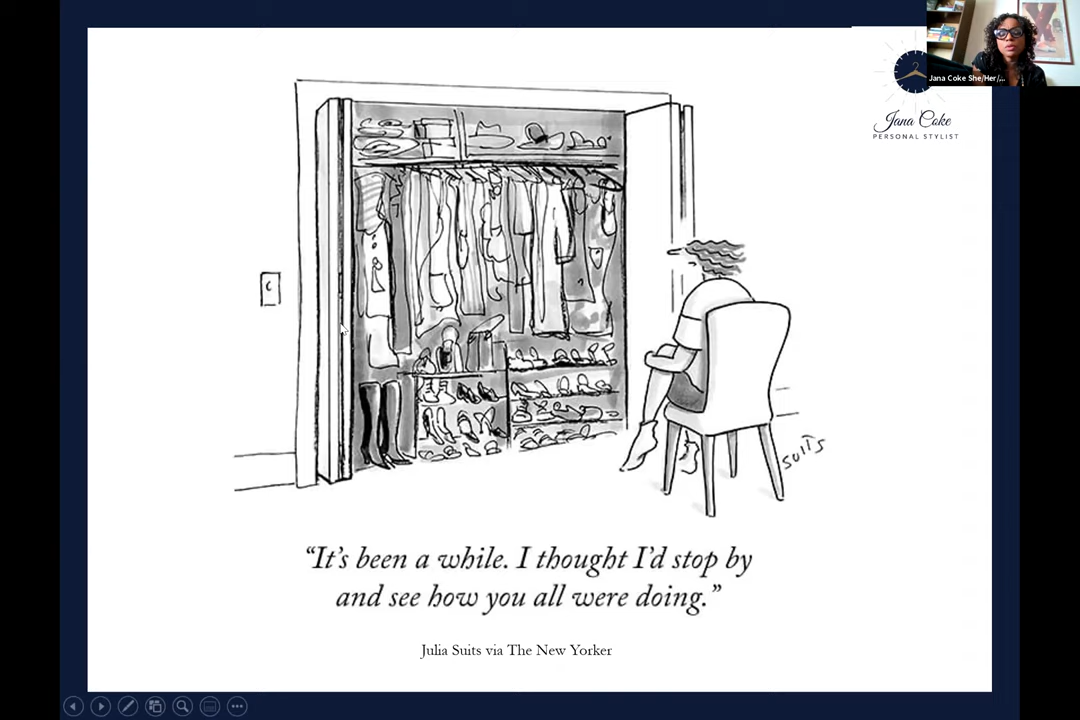 Jana Coke She/Her/...
Jana Coke
PERSONAL STYLIST
SUITS
“It’s been a while. I thought I’d stop by
and see how you all were doing.”
Julia Suits via The New Yorker